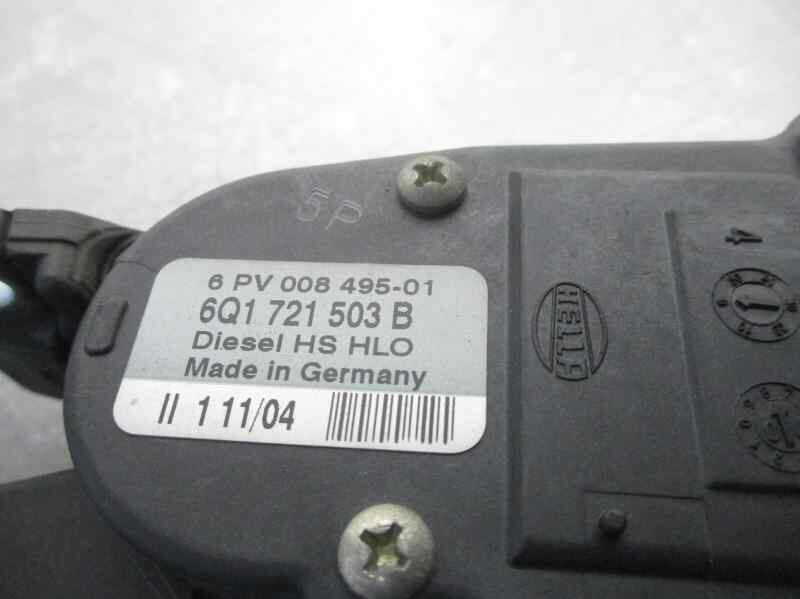 5P
6 PV 008 495-01
6Q1 721 503 B
Diesel HS HLO
Made in Germany
II 1 11/04
HELLA
4